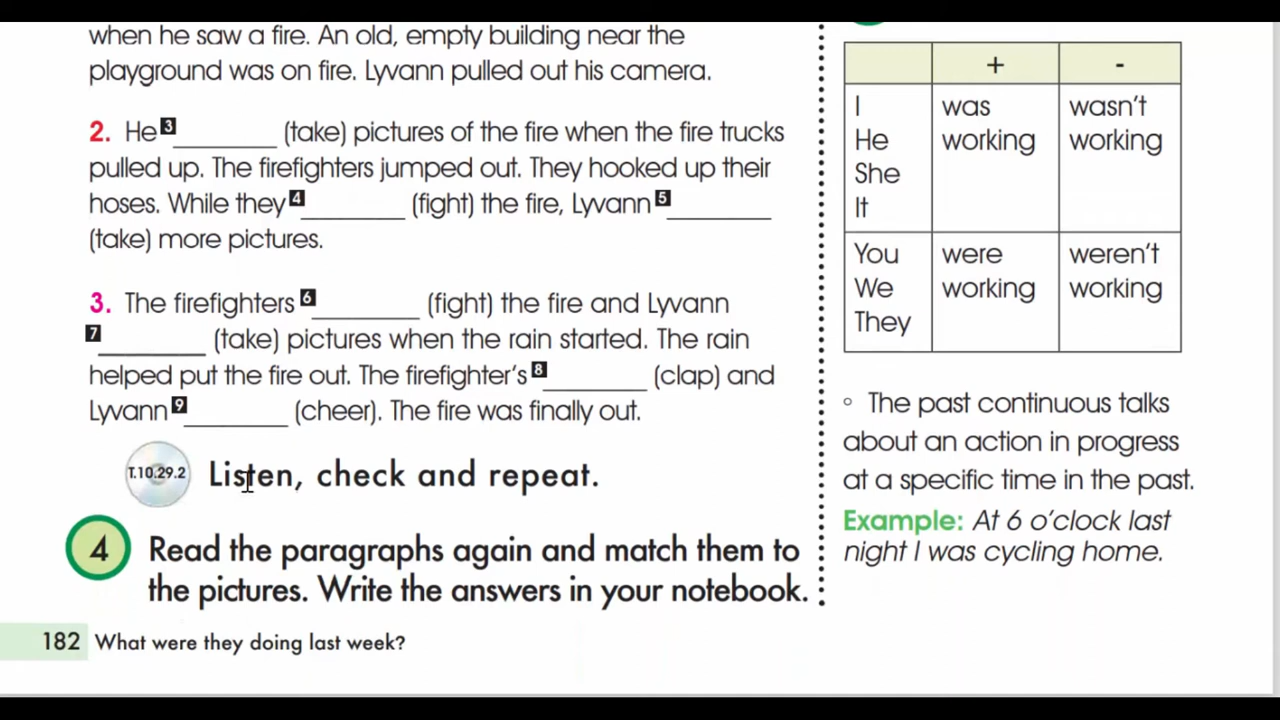 when he saw a fire. An old, empty building near the
playground was on fire. Lyvann pulled out his camera.
2. He 3 ________ (take) pictures of the fire when the fire trucks
pulled up. The firefighters jumped out. They hooked up their
hoses. While they 4 ________ (fight) the fire, Lyvann 5 ________
(take) more pictures.
3. The firefighters 6 ________ (fight) the fire and Lyvann
7 ________ (take) pictures when the rain started. The rain
helped put the fire out. The firefighter's 8 ________ (clap) and
Lyvann 9 ________ (cheer). The fire was finally out.
T.10.29.2 Listen, check and repeat.
4 Read the paragraphs again and match them to
the pictures. Write the answers in your notebook.
182 What were they doing last week?
+ -
I was wasn't
He working working
She
It
You were weren't
We working working
They
° The past continuous talks
about an action in progress
at a specific time in the past.
Example: At 6 o'clock last
night I was cycling home.